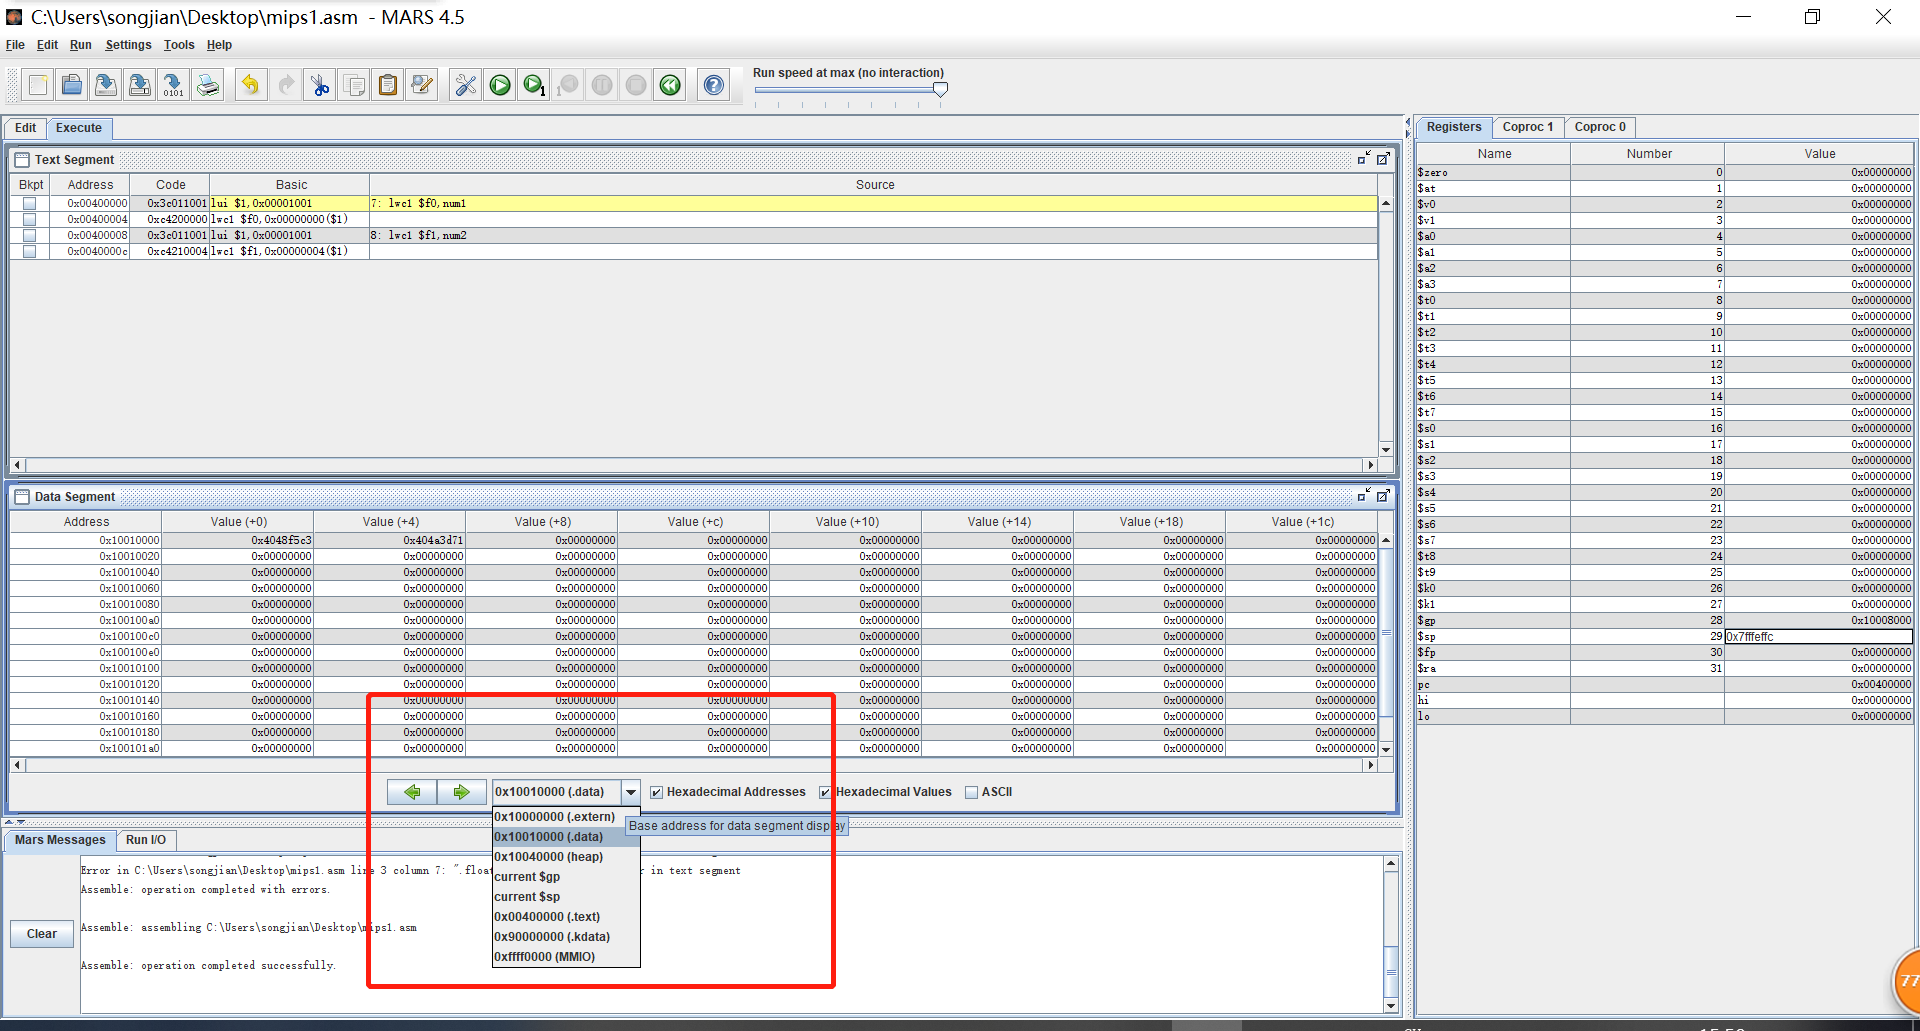 C:\Users\songjian\Desktop\mips1.asm - MARS 4.5
File Edit Run Settings Tools Help
Run speed at max (no interaction)
Edit Execute
Text Segment
Bkpt Address Code Basic Source
0x00400000 0x3c011001 lui $1,0x00001001 7: lwc1 $f0,num1
0x00400004 0xc4200000 lwc1 $f0,0x00000000($1)
0x00400008 0x3c011001 lui $1,0x00001001 8: lwc1 $f1,num2
0x0040000c 0xc4210004 lwc1 $f1,0x00000004($1)
Data Segment
Address Value (+0) Value (+4) Value (+8) Value (+c) Value (+10) Value (+14) Value (+18) Value (+1c)
0x10010000 0x4048f5c3 0x404a3d71 0x00000000 0x00000000 0x00000000 0x00000000 0x00000000 0x00000000
0x10010020 0x00000000 0x00000000 0x00000000 0x00000000 0x00000000 0x00000000 0x00000000 0x00000000
0x10010040 0x00000000 0x00000000 0x00000000 0x00000000 0x00000000 0x00000000 0x00000000 0x00000000
0x10010060 0x00000000 0x00000000 0x00000000 0x00000000 0x00000000 0x00000000 0x00000000 0x00000000
0x10010080 0x00000000 0x00000000 0x00000000 0x00000000 0x00000000 0x00000000 0x00000000 0x00000000
0x100100a0 0x00000000 0x00000000 0x00000000 0x00000000 0x00000000 0x00000000 0x00000000 0x00000000
0x100100c0 0x00000000 0x00000000 0x00000000 0x00000000 0x00000000 0x00000000 0x00000000 0x00000000
0x100100e0 0x00000000 0x00000000 0x00000000 0x00000000 0x00000000 0x00000000 0x00000000 0x00000000
0x10010100 0x00000000 0x00000000 0x00000000 0x00000000 0x00000000 0x00000000 0x00000000 0x00000000
0x10010120 0x00000000 0x00000000 0x00000000 0x00000000 0x00000000 0x00000000 0x00000000 0x00000000
0x10010140 0x00000000 0x00000000 0x00000000 0x00000000 0x00000000 0x00000000 0x00000000 0x00000000
0x10010160 0x00000000 0x00000000 0x00000000 0x00000000 0x00000000 0x00000000 0x00000000 0x00000000
0x10010180 0x00000000 0x00000000 0x00000000 0x00000000 0x00000000 0x00000000 0x00000000 0x00000000
0x100101a0 0x00000000 0x00000000 0x00000000 0x00000000 0x00000000 0x00000000 0x00000000 0x00000000
0x10010000 (.data) Hexadecimal Addresses Hexadecimal Values ASCII
0x10000000 (.extern)
0x10010000 (.data)
0x10040000 (heap)
current $gp
current $sp
0x00400000 (.text)
0x90000000 (.kdata)
0xffff0000 (MMIO)
Base address for data segment display
Mars Messages Run I/O
Error in C:\Users\songjian\Desktop\mips1.asm line 3 column 7: ".floa in text segment
Assemble: operation completed with errors.
Assemble: assembling C:\Users\songjian\Desktop\mips1.asm
Assemble: operation completed successfully.
Clear
Registers Coproc 1 Coproc 0
Name Number Value
$zero 0 0x00000000
$at 1 0x00000000
$v0 2 0x00000000
$v1 3 0x00000000
$a0 4 0x00000000
$a1 5 0x00000000
$a2 6 0x00000000
$a3 7 0x00000000
$t0 8 0x00000000
$t1 9 0x00000000
$t2 10 0x00000000
$t3 11 0x00000000
$t4 12 0x00000000
$t5 13 0x00000000
$t6 14 0x00000000
$t7 15 0x00000000
$s0 16 0x00000000
$s1 17 0x00000000
$s2 18 0x00000000
$s3 19 0x00000000
$s4 20 0x00000000
$s5 21 0x00000000
$s6 22 0x00000000
$s7 23 0x00000000
$t8 24 0x00000000
$t9 25 0x00000000
$k0 26 0x00000000
$k1 27 0x00000000
$gp 28 0x10008000
$sp 29 0x7fffeffc
$fp 30 0x00000000
$ra 31 0x00000000
pc 0x00400000
hi 0x00000000
lo 0x00000000
77